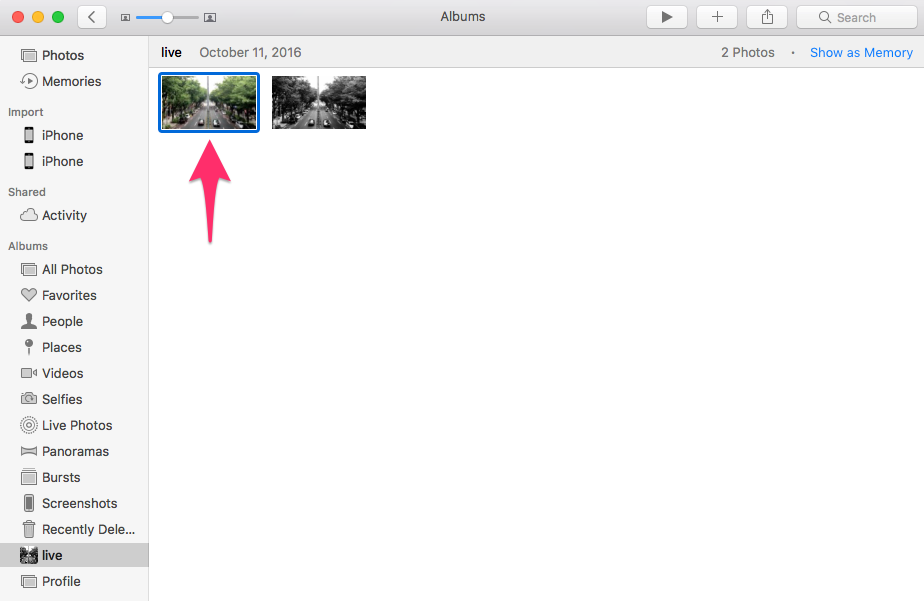 Albums
Search
Photos
Memories
Import
iPhone
iPhone
Shared
Activity
Albums
All Photos
Favorites
People
Places
Videos
Selfies
Live Photos
Panoramas
Bursts
Screenshots
Recently Dele...
live
Profile
live October 11, 2016 2 Photos · Show as Memory